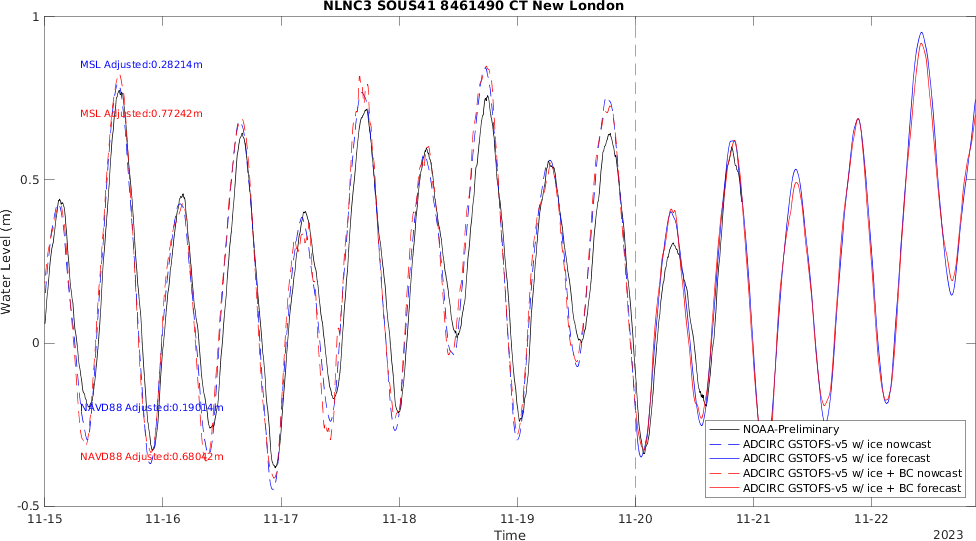 NLNC3 SOUS41 8461490 CT New London
1
0.5
0
-0.5
Water Level (m)
MSL Adjusted:0.28214m
MSL Adjusted:0.77242m
NAVD88 Adjusted:0.19014m
NAVD88 Adjusted:0.68042m
NOAA-Preliminary
ADCIRC GSTOFS-v5 w/ ice nowcast
ADCIRC GSTOFS-v5 w/ ice forecast
ADCIRC GSTOFS-v5 w/ ice + BC nowcast
ADCIRC GSTOFS-v5 w/ ice + BC forecast
11-15 11-16 11-17 11-18 11-19 11-20 11-21 11-22
Time
2023